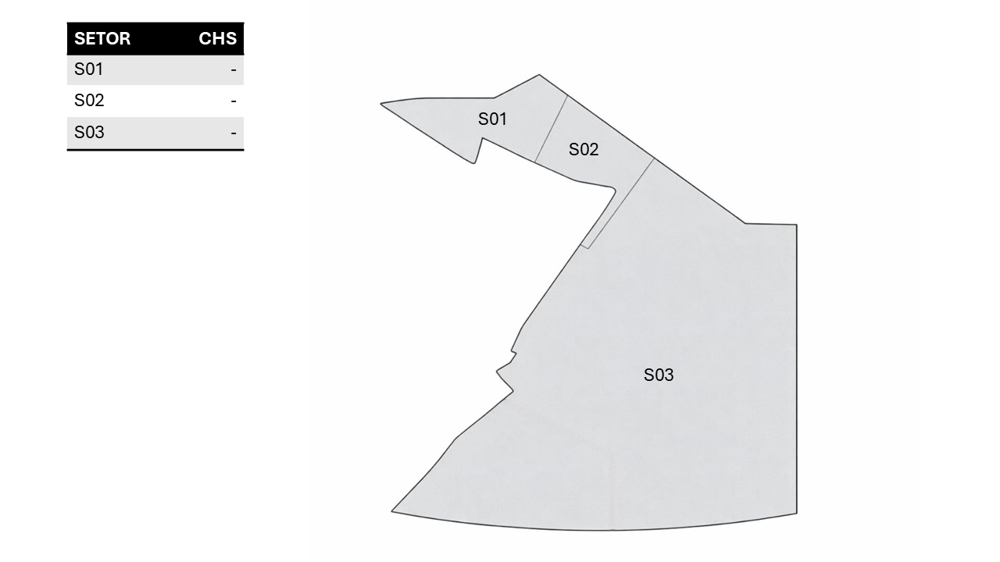 SETOR CHS
S01 -
S02 -
S03 -
S01
S02
S03